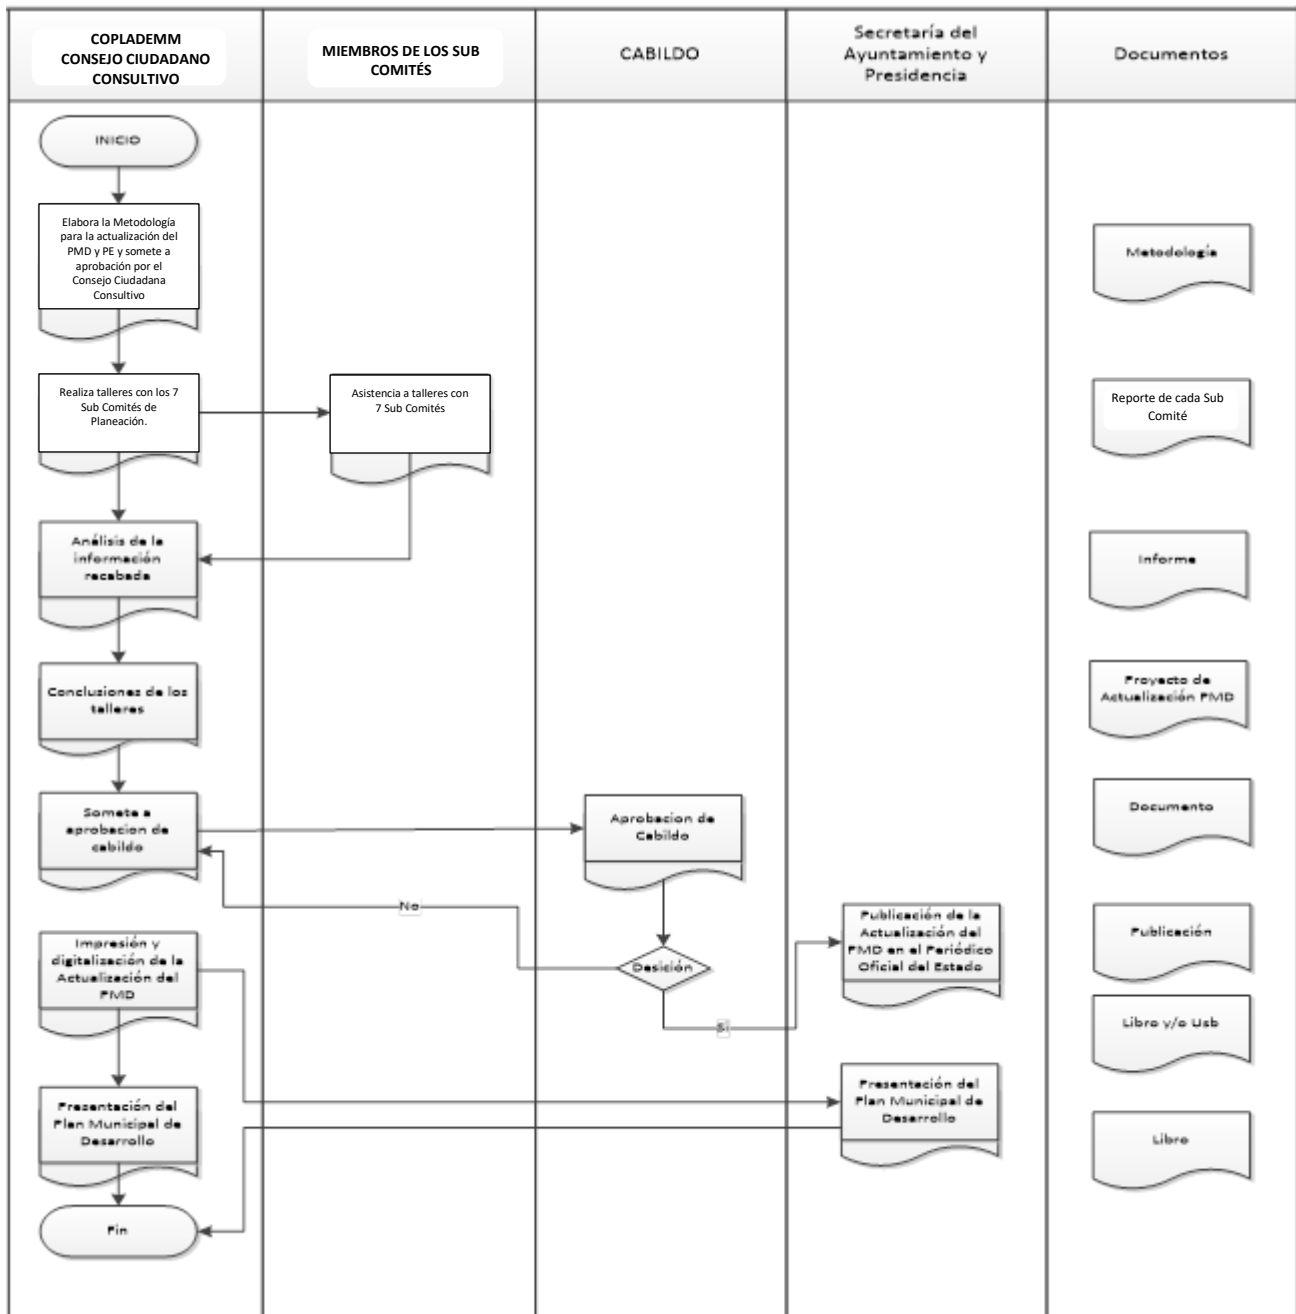 COPLADEMM
CONSEJO CIUDADANO
CONSULTIVO
MIEMBROS DE LOS SUB
COMITÉS
CABILDO
Secretaría del
Ayuntamiento y
Presidencia
Documentos
INICIO
Elabora la Metodología
para la actualización del
PMD y PE y somete a
aprobación por el
Consejo Ciudadana
Consultivo
Metodología
Realiza talleres con los 7
Sub Comités de
Planeación.
Asistencia a talleres con
7 Sub Comités
Reporte de cada Sub
Comité
Análisis de la
información
recabada
Informe
Conclusiones de los
talleres
Proyecto de
Actualización PMD
Somete a
aprobacion de
cabildo
Aprobacion de
Cabildo
Documento
No
Desición
Si
Publicación de la
Actualización del
PMD en el Periódico
Oficial del Estado
Publicación
Impresión y
digitalización de la
Actualización del
PMD
Libro y/o Usb
Presentación del
Plan Municipal de
Desarrollo
Presentación del
Plan Municipal de
Desarrollo
Libro
Fin